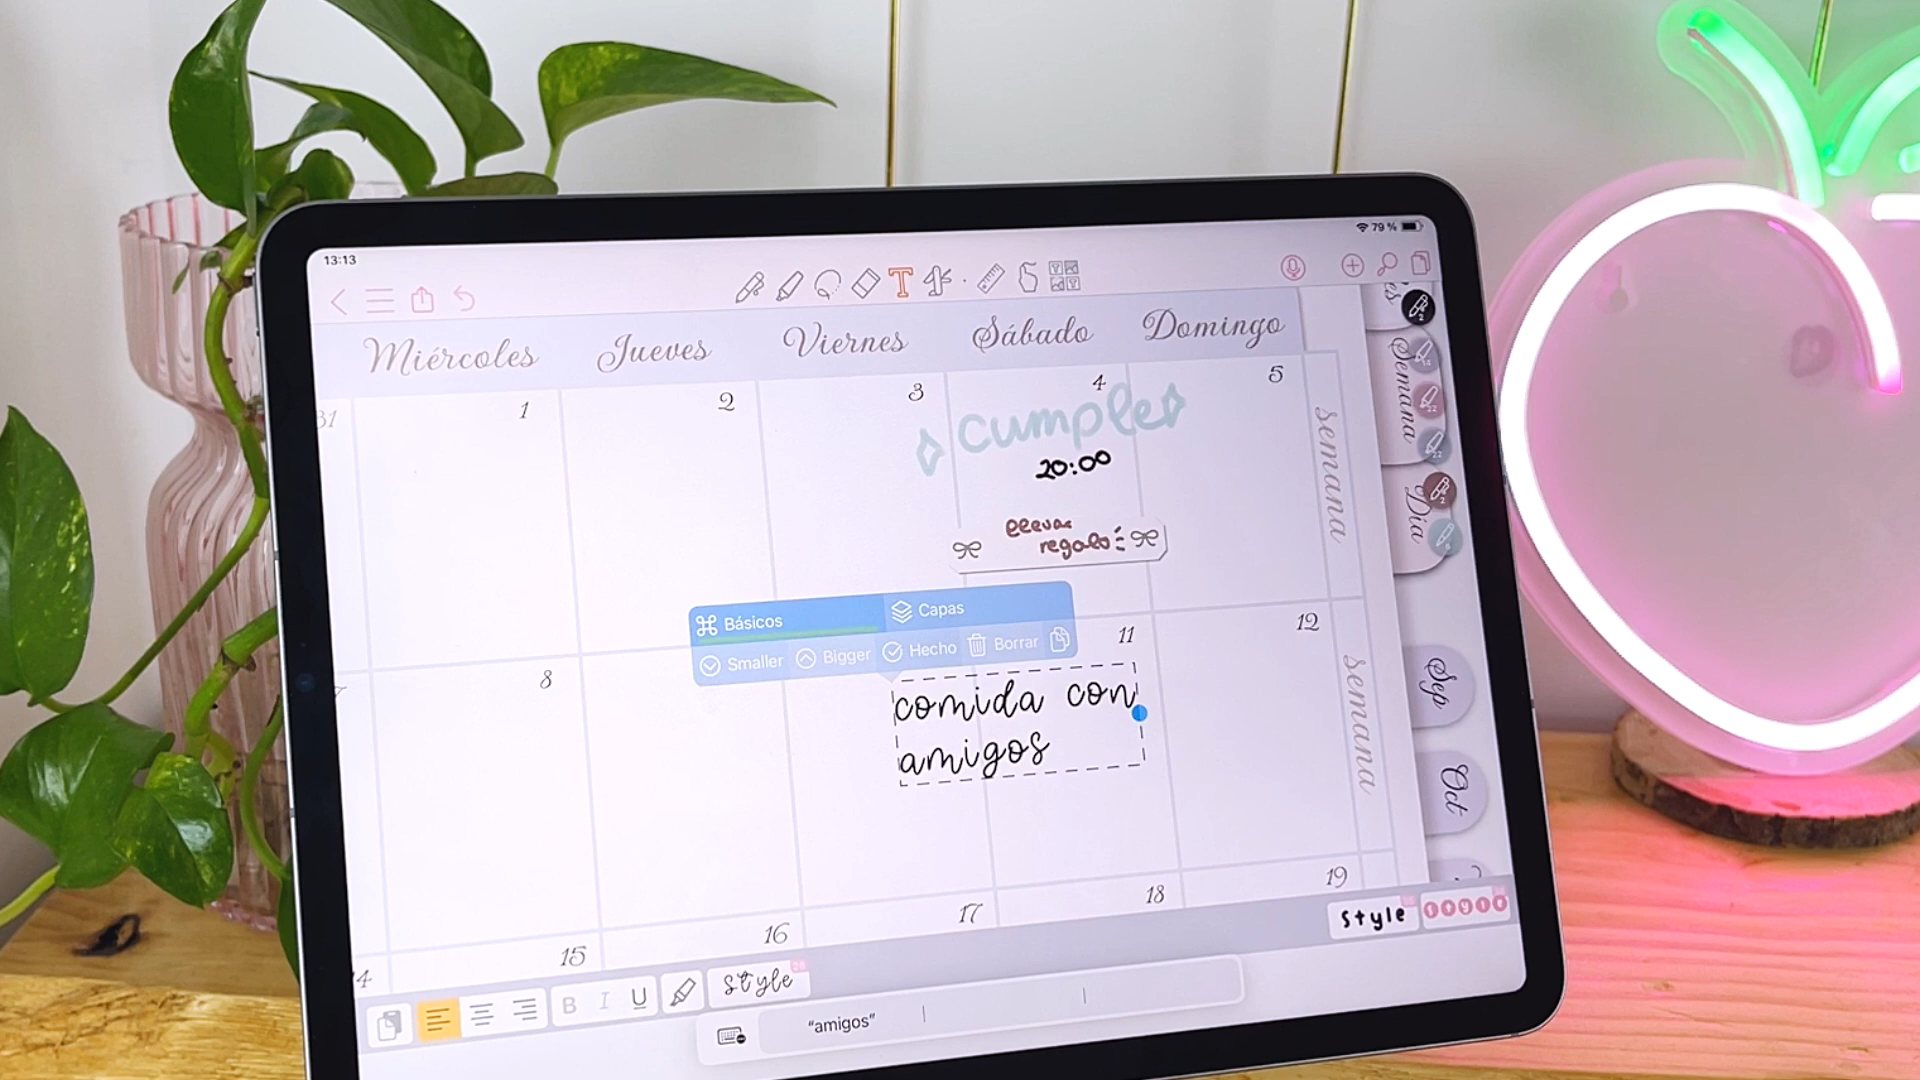 13:13
79 %
Miércoles Jueves Viernes Sábado Domingo
31 1 2 3 4 5
cumple
20:00
llevar
regalo
semana
Semana
Día
Básicos Capas
Smaller Bigger Hecho Borrar
8 11 12
comida con
amigos
semana
Sep
Oct
15 16 17 18 19
Style
style
B I U
style
“amigos”